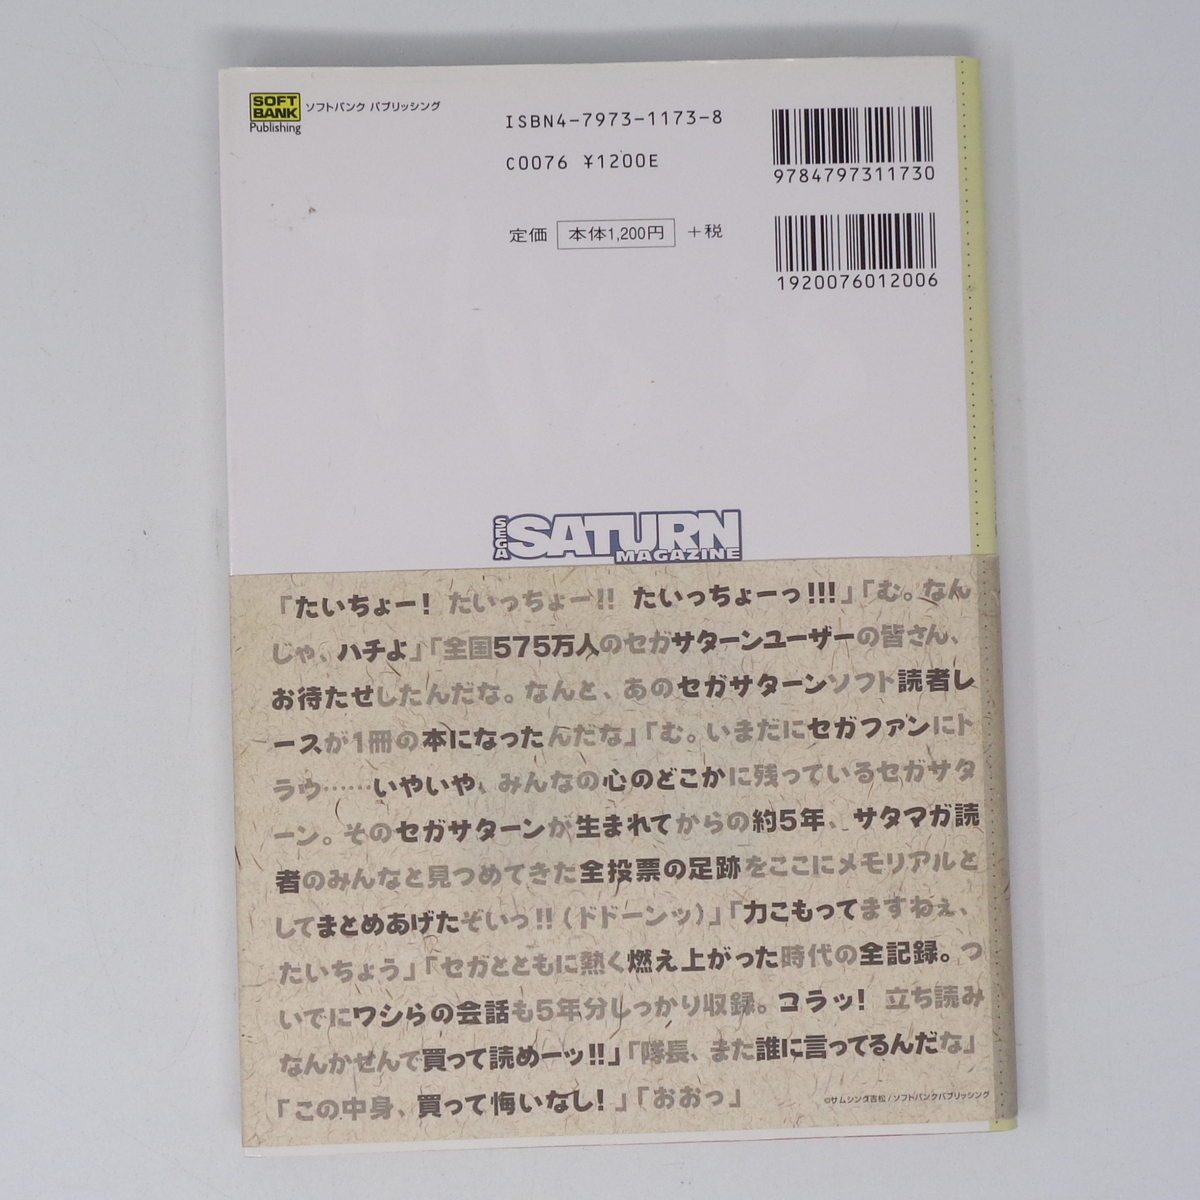 SOFT BANK Publishing
ソフトバンク パブリッシング
ISBN4-7973-1173-8
C0076 ¥1200E
定価 本体1,200円 +税
9784797311730
1920076012006
SEGA SATURN MAGAZINE
「たいちょー! たいっちょー!! たいっちょーっ!!!」「む。なん
じゃ、ハチよ」「全国575万人のセガサターンユーザーの皆さん、
お待たせしたんだな。なんと、あのセガサターンソフト読者レ
ースが1冊の本になったんだな」「む。いまだにセガファンにト
ラゥ……いやいや、みんなの心のどこかに残っているセガサタ
ーン。そのセガサターンが生まれてからの約5年、サタマガ読
者のみんなと見つめてきた全投票の足跡をここにメモリアルと
してまとめあげたぞいっ!!(ドドーンッ)」「力こもってますねぇ、
たいちょう」「セガとともに熱く燃え上がった時代の全記録。つ
いでにワシらの会話も5年分しっかり収録。コラッ! 立ち読み
なんかせんで買って読めーッ!!」「隊長、また誰に言ってるんだな」
「この中身、買って悔いなし!」「おおっ」
©サムシング吉松/ソフトバンクパブリッシング